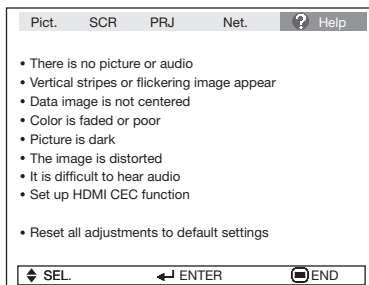 Pict. SCR PRJ Net. ? Help
• There is no picture or audio
• Vertical stripes or flickering image appear
• Data image is not centered
• Color is faded or poor
• Picture is dark
• The image is distorted
• It is difficult to hear audio
• Set up HDMI CEC function
• Reset all adjustments to default settings
SEL. ENTER END